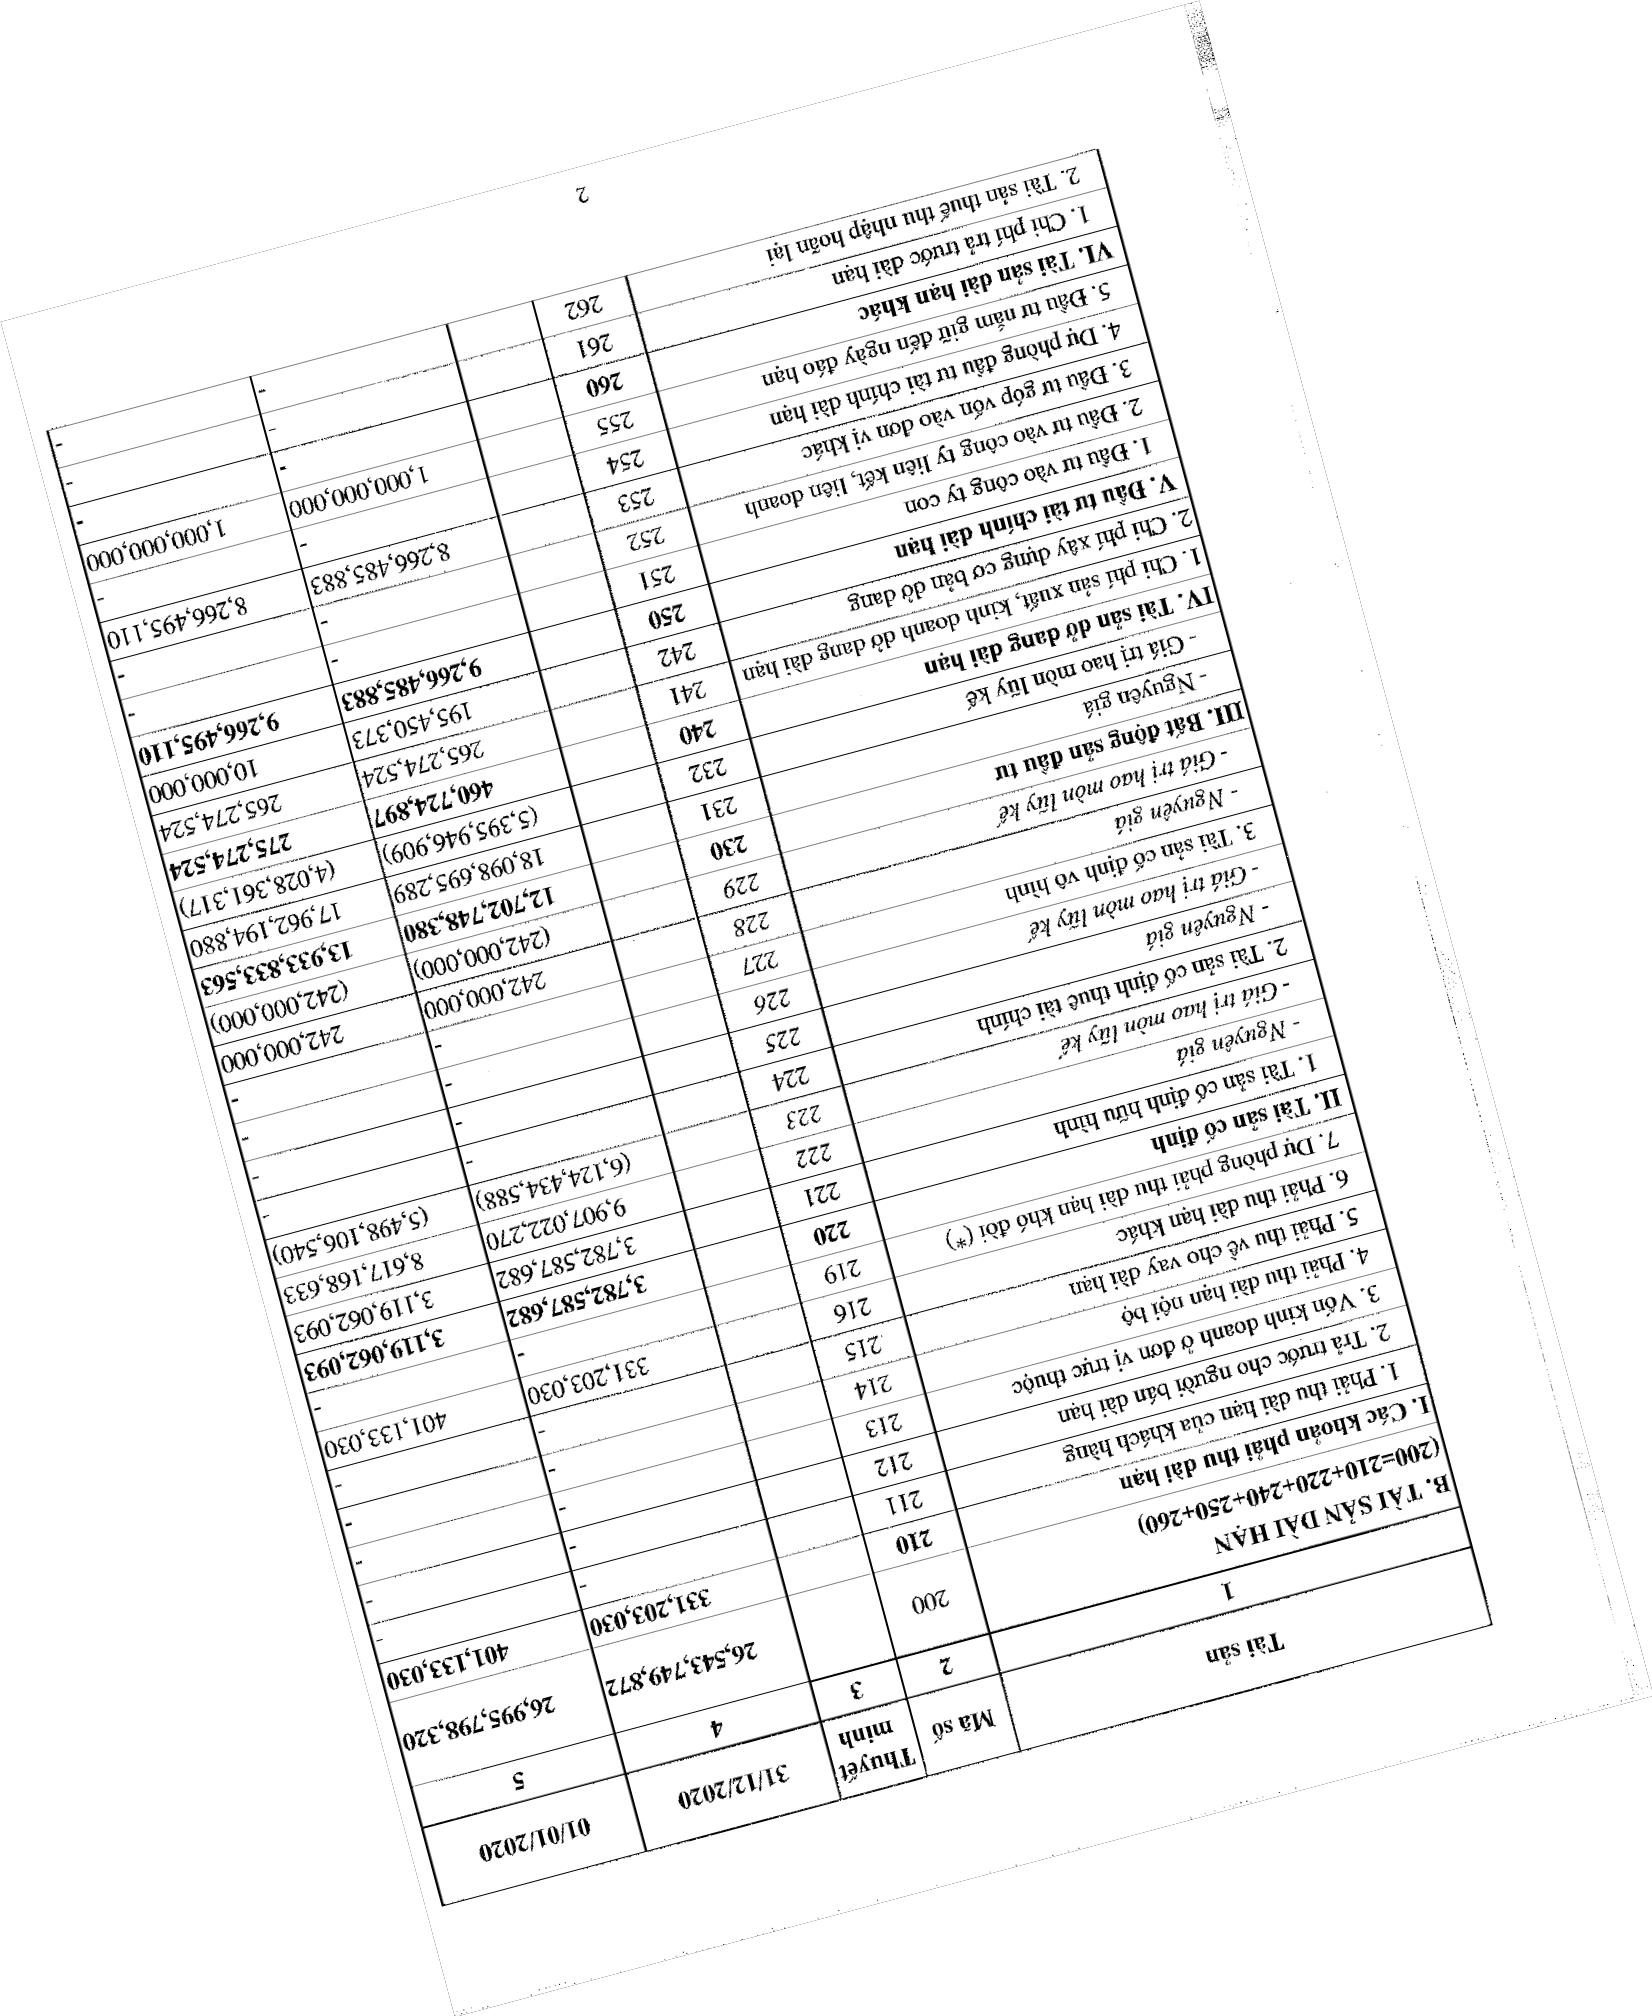 Tài sản Mã số Thuyết minh 31/12/2020 01/01/2020
1 2 3 4 5
B. TÀI SẢN DÀI HẠN
(200=210+220+240+250+260) 200 26,543,749,872 26,995,798,320
I. Các khoản phải thu dài hạn 210 331,203,030 401,133,030
1. Phải thu dài hạn của khách hàng 211 - -
2. Trả trước cho người bán dài hạn 212 - -
3. Vốn kinh doanh ở đơn vị trực thuộc 213 - -
4. Phải thu dài hạn nội bộ 214 - -
5. Phải thu về cho vay dài hạn 215 - -
6. Phải thu dài hạn khác 216 331,203,030 401,133,030
7. Dự phòng phải thu dài hạn khó đòi (*) 219 - -
II. Tài sản cố định 220 3,782,587,682 3,119,062,093
1. Tài sản cố định hữu hình 221 3,782,587,682 3,119,062,093
- Nguyên giá 222 9,907,022,270 8,617,168,633
- Giá trị hao mòn lũy kế 223 (6,124,434,588) (5,498,106,540)
2. Tài sản cố định thuê tài chính 224 - -
- Nguyên giá 225 - -
- Giá trị hao mòn lũy kế 226 - -
3. Tài sản cố định vô hình 227 - -
- Nguyên giá 228 242,000,000 242,000,000
- Giá trị hao mòn lũy kế 229 (242,000,000) (242,000,000)
III. Bất động sản đầu tư 230 12,702,748,380 13,933,833,563
- Nguyên giá 231 18,098,695,289 17,962,194,880
- Giá trị hao mòn lũy kế 232 (5,395,946,909) (4,028,361,317)
IV. Tài sản dở dang dài hạn 240 460,724,897 275,274,524
1. Chi phí sản xuất, kinh doanh dở dang dài hạn 241 265,274,524 265,274,524
2. Chi phí xây dựng cơ bản dở dang 242 195,450,373 10,000,000
V. Đầu tư tài chính dài hạn 250 9,266,485,883 9,266,495,110
1. Đầu tư vào công ty con 251 - -
2. Đầu tư vào công ty liên kết, liên doanh 252 - -
3. Đầu tư góp vốn vào đơn vị khác 253 8,266,485,883 8,266,495,110
4. Dự phòng đầu tư tài chính dài hạn 254 - -
5. Đầu tư nắm giữ đến ngày đáo hạn 255 1,000,000,000 1,000,000,000
VI. Tài sản dài hạn khác 260 - -
1. Chi phí trả trước dài hạn 261 - -
2. Tài sản thuế thu nhập hoãn lại 262 - -
2